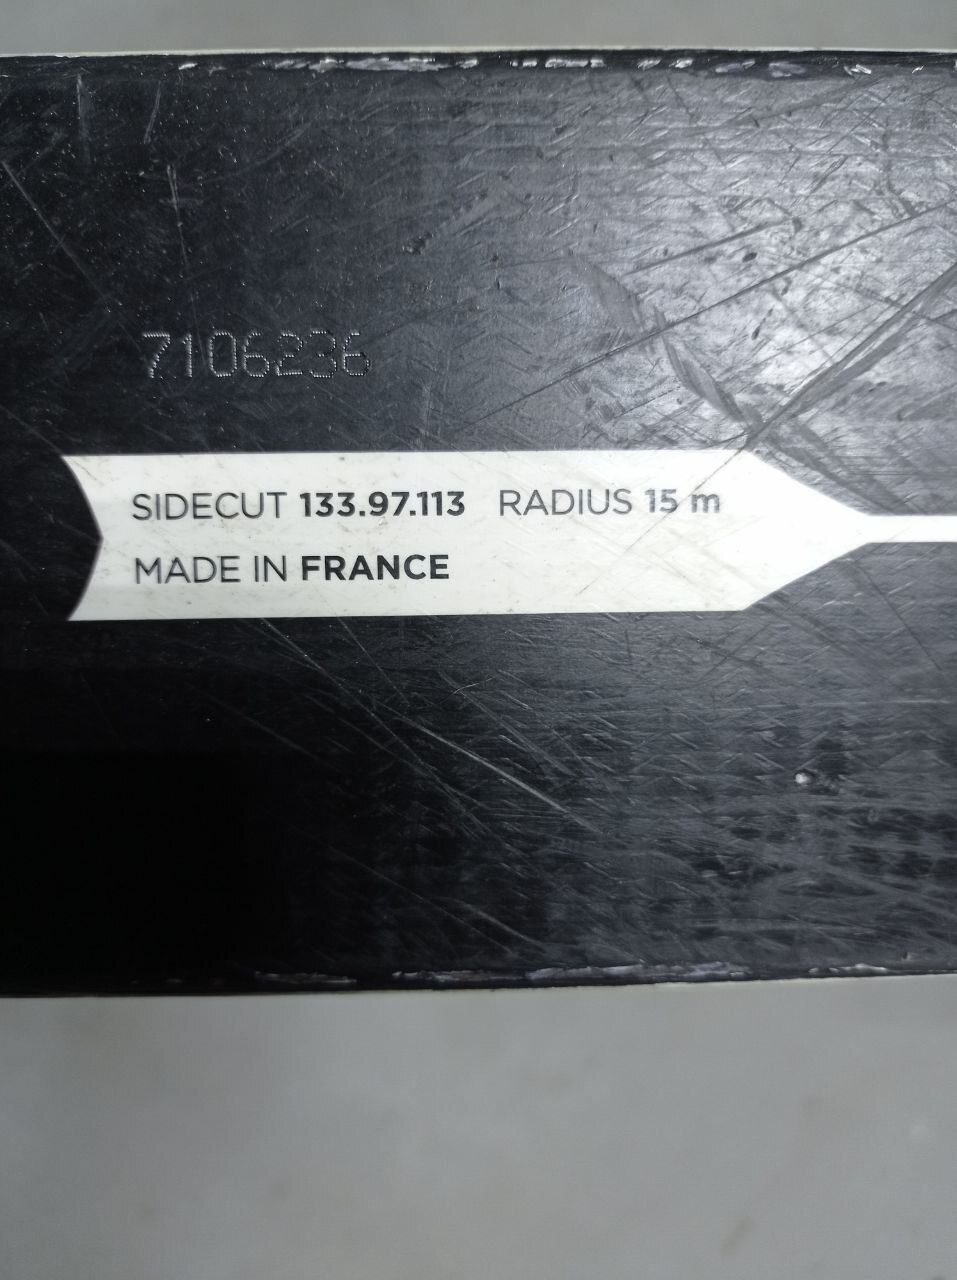 7106236
SIDECUT 133.97.113 RADIUS 15 m
MADE IN FRANCE